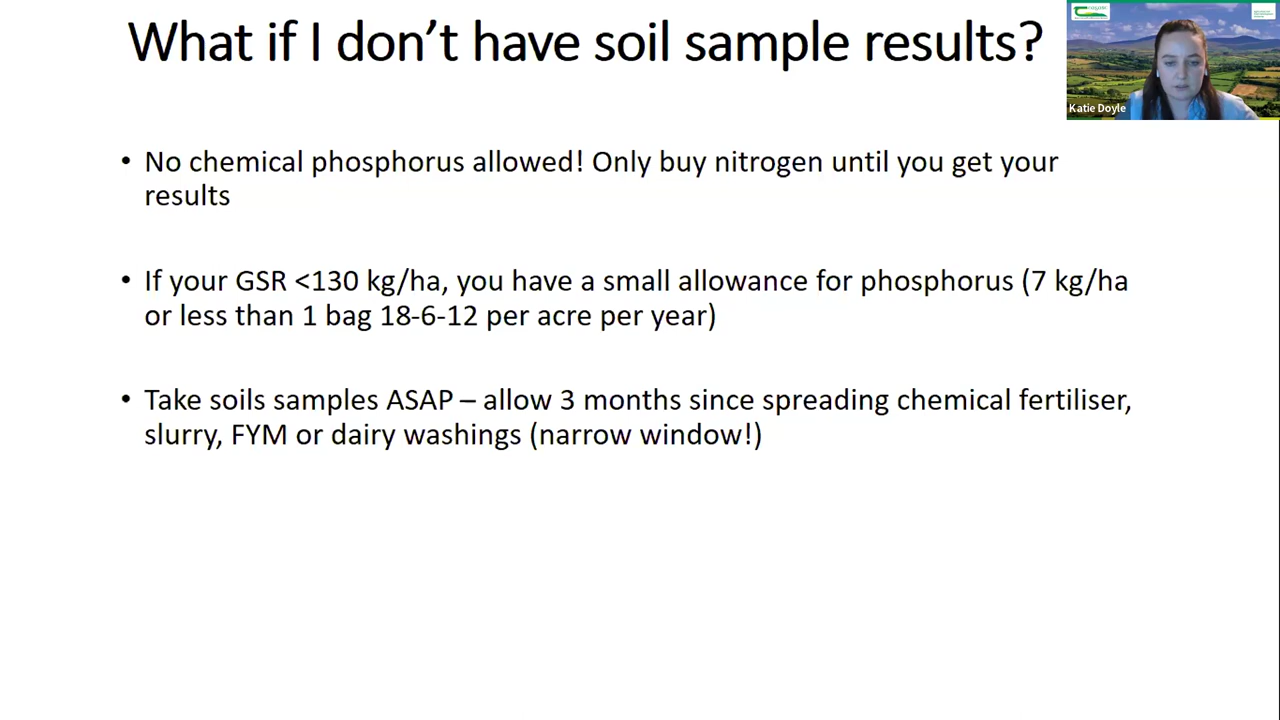 What if I don't have soil sample results?
Katie Doyle
• No chemical phosphorus allowed! Only buy nitrogen until you get your
results
• If your GSR <130 kg/ha, you have a small allowance for phosphorus (7 kg/ha
or less than 1 bag 18-6-12 per acre per year)
• Take soils samples ASAP – allow 3 months since spreading chemical fertiliser,
slurry, FYM or dairy washings (narrow window!)